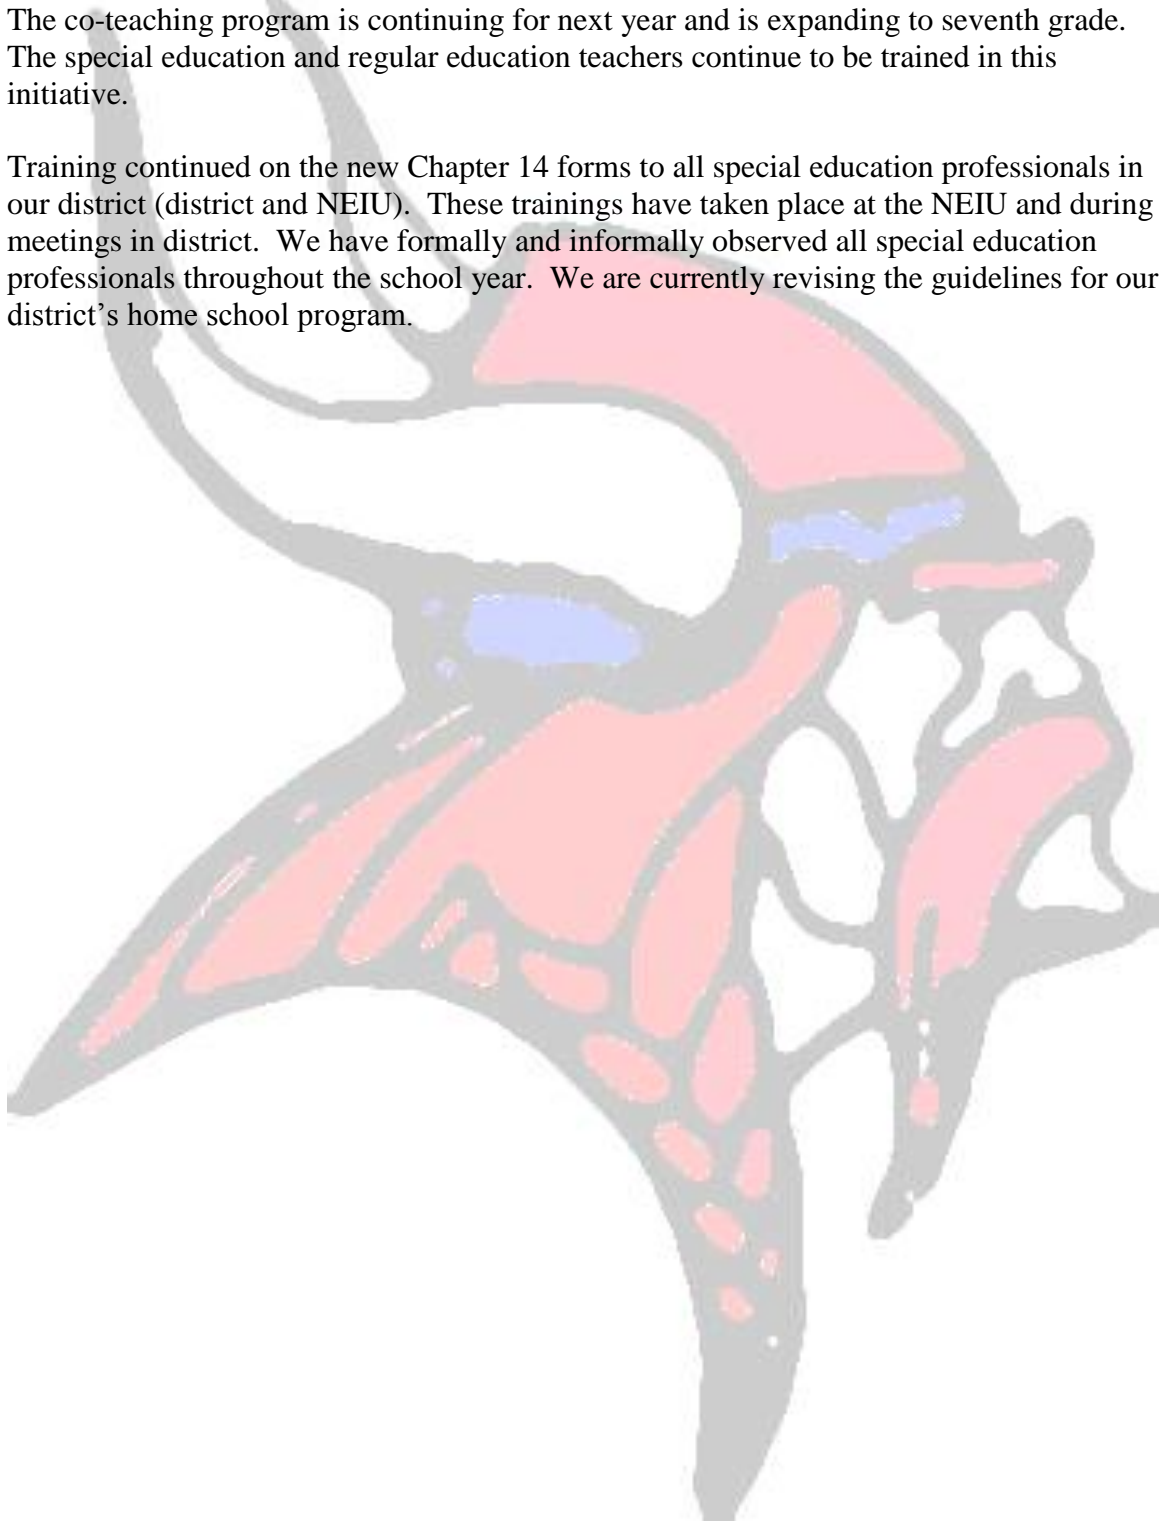 The co-teaching program is continuing for next year and is expanding to seventh grade.
The special education and regular education teachers continue to be trained in this
initiative.
Training continued on the new Chapter 14 forms to all special education professionals in
our district (district and NEIU).  These trainings have taken place at the NEIU and during
meetings in district.  We have formally and informally observed all special education
professionals throughout the school year.  We are currently revising the guidelines for our
district’s home school program.